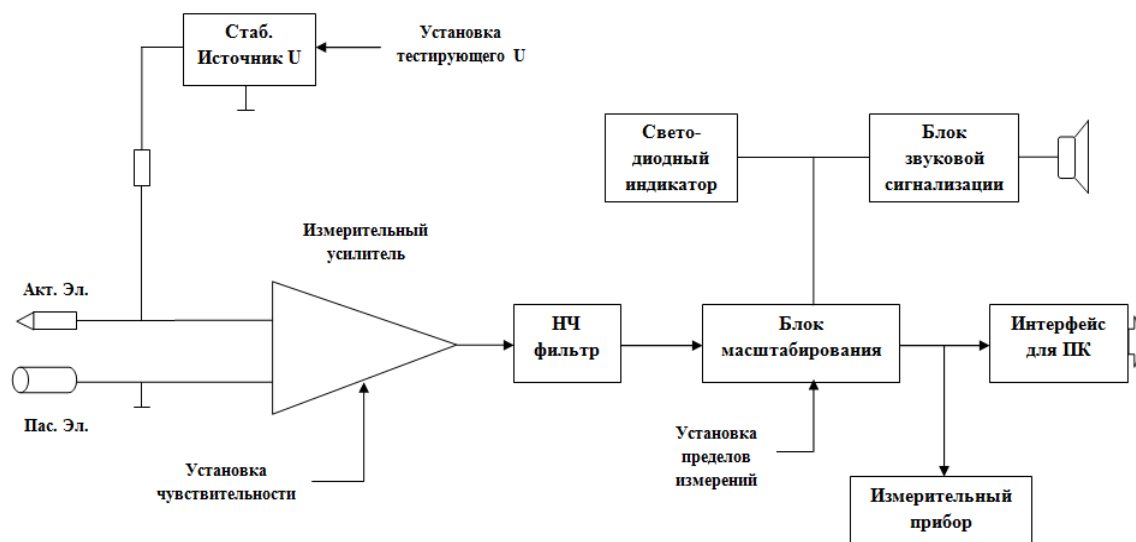 Стаб.
Источник U
Установка
тестирующего U
Свето-
диодный
индикатор
Блок
звуковой
сигнализации
Измерительный
усилитель
Акт. Эл.
НЧ
фильтр
Блок
масштабирования
Интерфейс
для ПК
Пас. Эл.
Установка
чувствительности
Установка
пределов
измерений
Измерительный
прибор